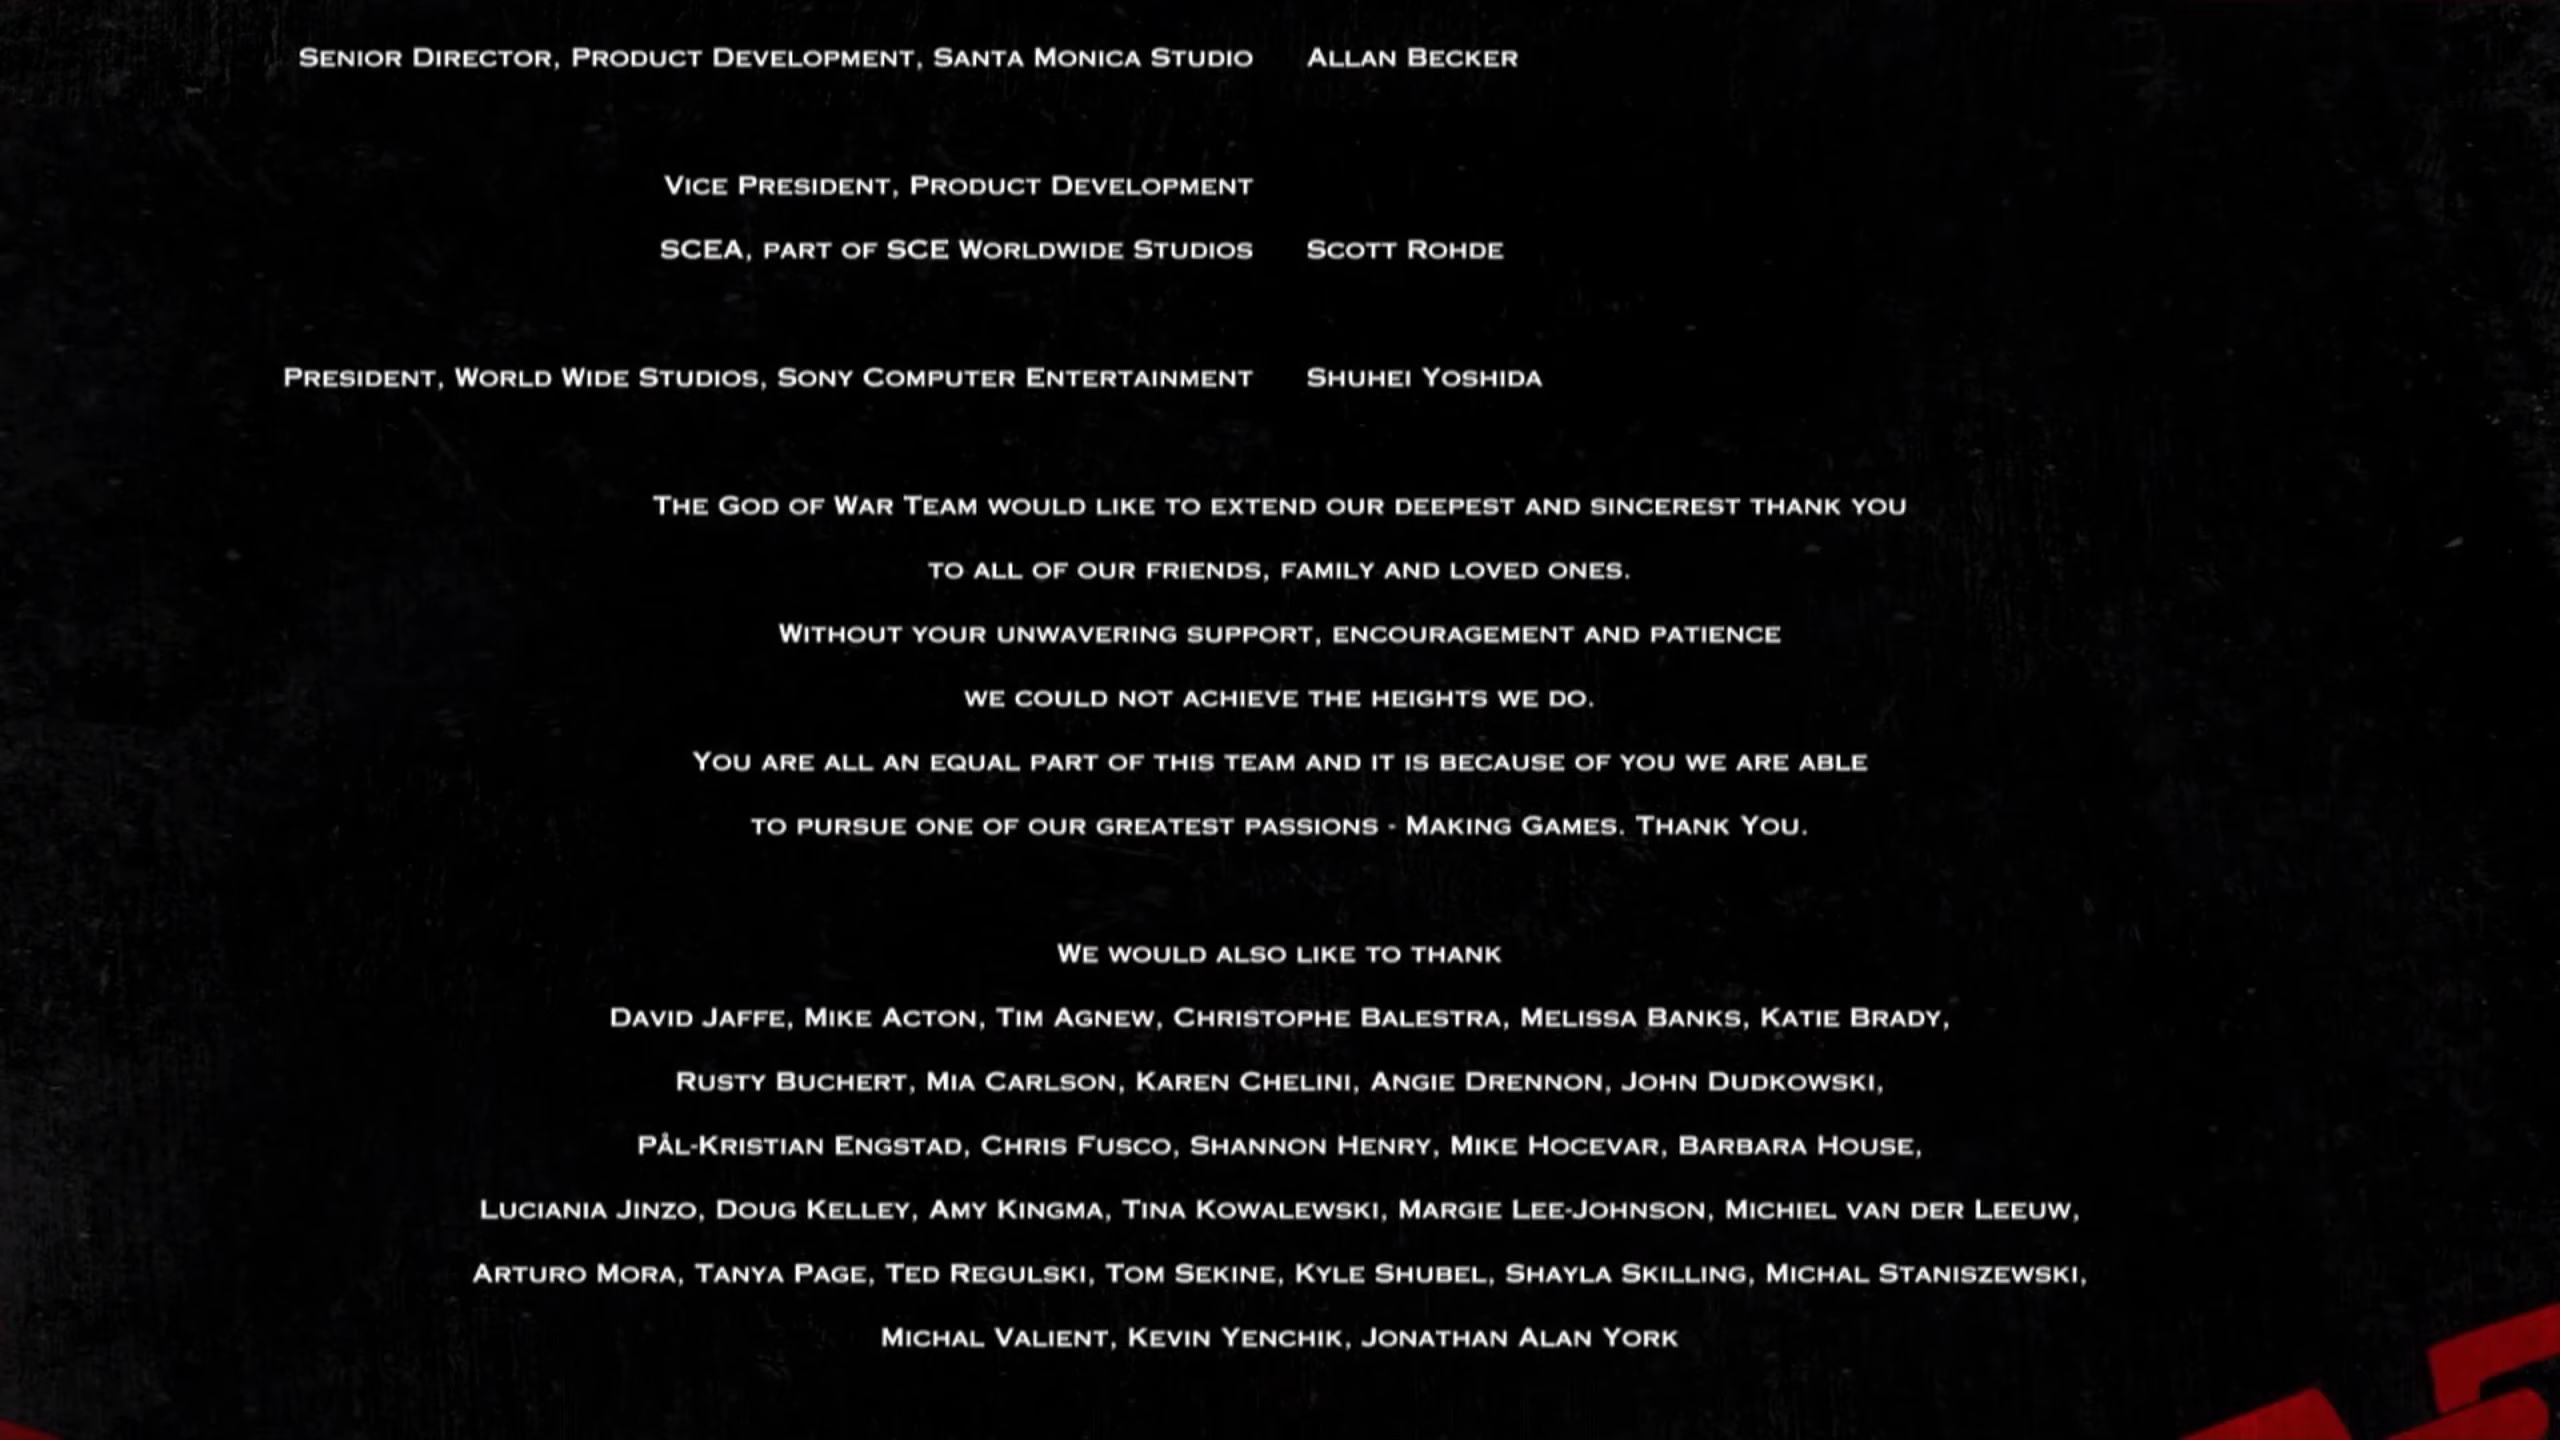 Senior Director, Product Development, Santa Monica Studio Allan Becker
Vice President, Product Development
SCEA, part of SCE Worldwide Studios Scott Rohde
President, World Wide Studios, Sony Computer Entertainment Shuhei Yoshida
The God of War Team would like to extend our deepest and sincerest thank you
to all of our friends, family and loved ones.
Without your unwavering support, encouragement and patience
we could not achieve the heights we do.
You are all an equal part of this team and it is because of you we are able
to pursue one of our greatest passions - Making Games. Thank You.
We would also like to thank
David Jaffe, Mike Acton, Tim Agnew, Christophe Balestra, Melissa Banks, Katie Brady,
Rusty Buchert, Mia Carlson, Karen Chelini, Angie Drennon, John Dudkowski,
Pål-Kristian Engstad, Chris Fusco, Shannon Henry, Mike Hocevar, Barbara House,
Luciania Jinzo, Doug Kelley, Amy Kingma, Tina Kowalewski, Margie Lee-Johnson, Michiel van der Leeuw,
Arturo Mora, Tanya Page, Ted Regulski, Tom Sekine, Kyle Shubel, Shayla Skilling, Michal Staniszewski,
Michal Valient, Kevin Yenchik, Jonathan Alan York